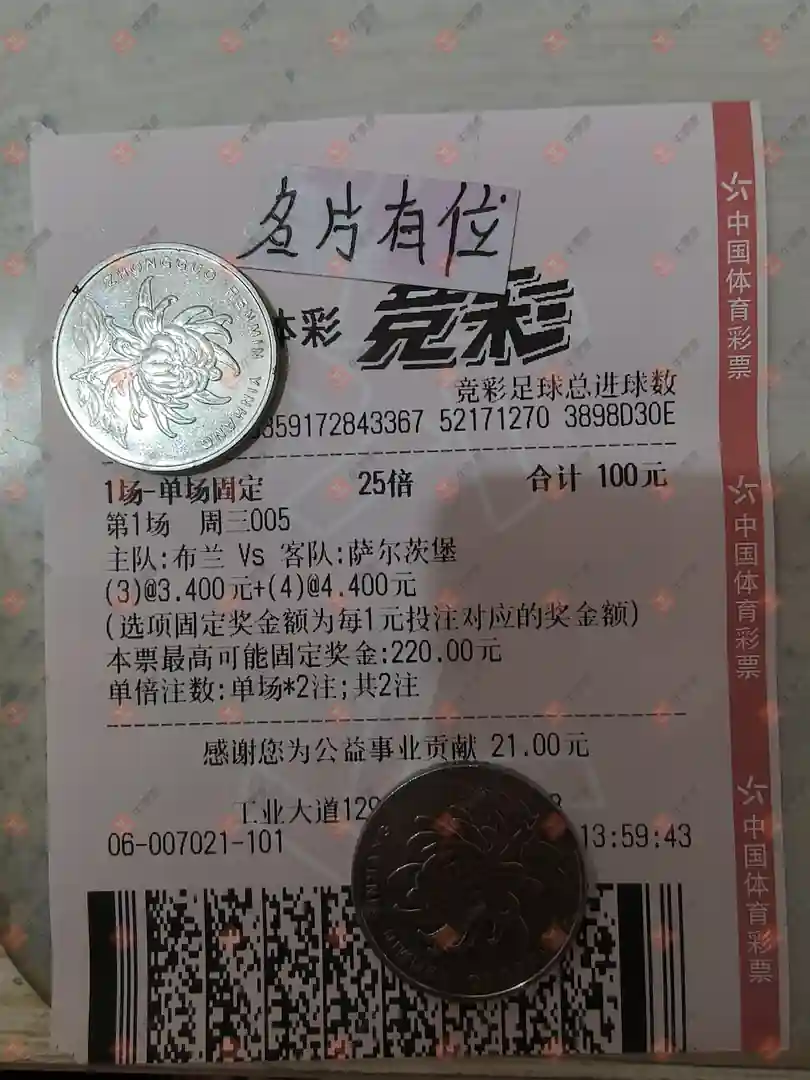 名片有位
体彩 竞彩
竞彩足球总进球数
359172843367 52171270 3898D30E
1场-单场固定 25倍 合计 100元
第1场 周三005
主队:布兰 Vs 客队:萨尔茨堡
(3)@3.400元+(4)@4.400元
(选项固定奖金额为每1元投注对应的奖金额)
本票最高可能固定奖金:220.00元
单倍注数:单场*2注;共2注
感谢您为公益事业贡献 21.00元
工业大道129
06-007021-101 13:59:43
中国体育彩票
中国体育彩票
中国体育彩票
ZHONGGUO RENMIN YINHANG